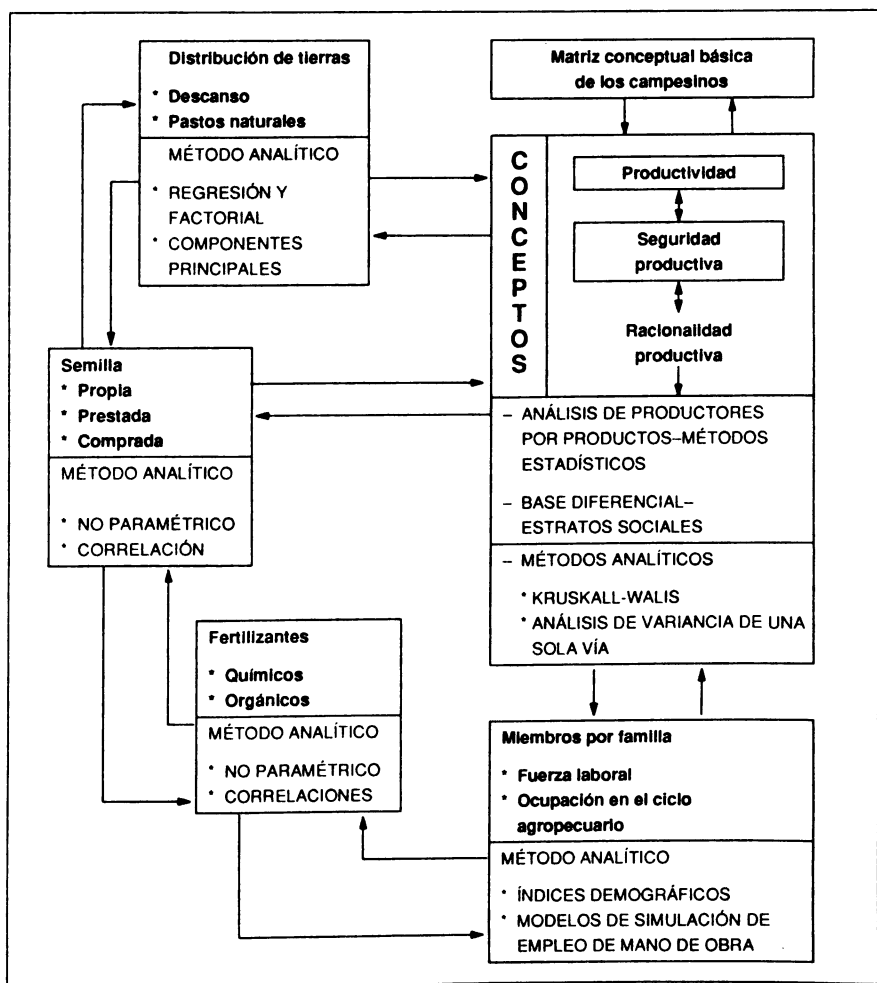 Distribución de tierras
* Descanso
* Pastos naturales
MÉTODO ANALÍTICO
* REGRESIÓN Y
FACTORIAL
* COMPONENTES
PRINCIPALES
Matriz conceptual básica
de los campesinos
CONCEPTOS
Productividad
Seguridad
productiva
Racionalidad
productiva
– ANÁLISIS DE PRODUCTORES
POR PRODUCTOS–MÉTODOS
ESTADÍSTICOS
– BASE DIFERENCIAL–
ESTRATOS SOCIALES
– MÉTODOS ANALÍTICOS
* KRUSKALL-WALIS
* ANÁLISIS DE VARIANCIA DE UNA
SOLA VÍA
Semilla
* Propia
* Prestada
* Comprada
MÉTODO ANALÍTICO
* NO PARAMÉTRICO
* CORRELACIÓN
Fertilizantes
* Químicos
* Orgánicos
MÉTODO ANALÍTICO
* NO PARAMÉTRICO
* CORRELACIONES
Miembros por familia
* Fuerza laboral
* Ocupación en el ciclo
agropecuario
MÉTODO ANALÍTICO
* ÍNDICES DEMOGRÁFICOS
* MODELOS DE SIMULACIÓN DE
EMPLEO DE MANO DE OBRA